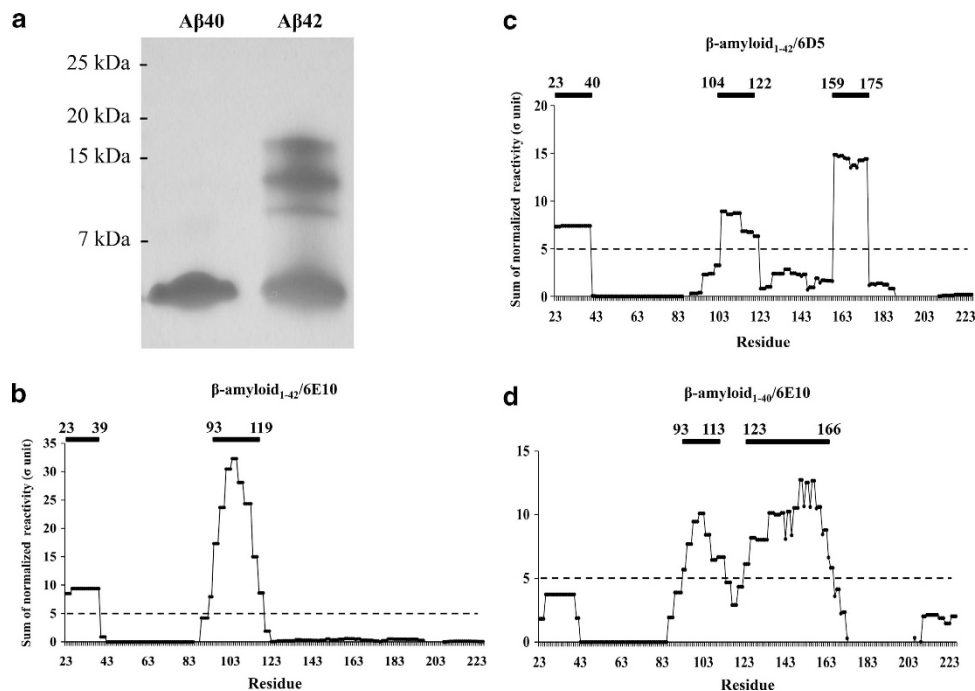 a
Aβ40 Aβ42
25 kDa
20 kDa
15 kDa
7 kDa
b
β-amyloid1-42/6E10
23 39 93 119
Sum of normalized reactivity (σ unit)
35
30
25
20
15
10
5
0
23 43 63 83 103 123 143 163 183 203 223
Residue
c
β-amyloid1-42/6D5
23 40 104 122 159 175
Sum of normalized reactivity (σ unit)
20
15
10
5
0
23 43 63 83 103 123 143 163 183 203 223
Residue
d
β-amyloid1-40/6E10
93 113 123 166
15
10
5
0
23 43 63 83 103 123 143 163 183 203 223
Residue